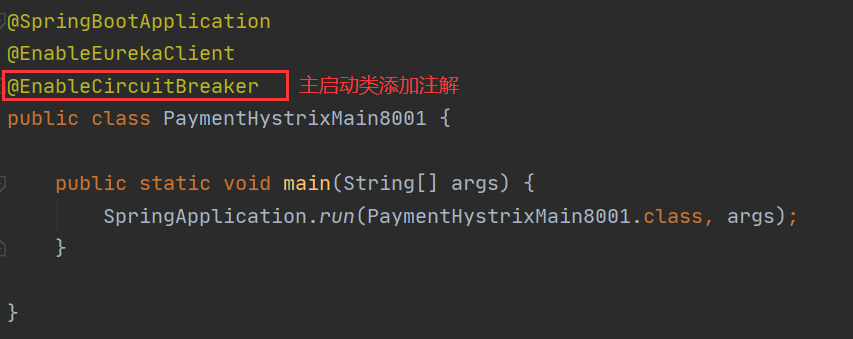 @SpringBootApplication
@EnableEurekaClient
@EnableCircuitBreaker 主启动类添加注解
public class PaymentHystrixMain8001 {
public static void main(String[] args) {
SpringApplication.run(PaymentHystrixMain8001.class, args);
}
}